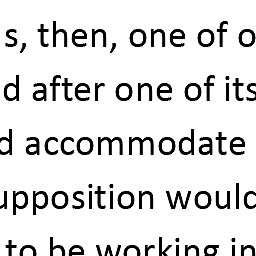 s, then, one of o
d after one of its
d accommodate
upposition would
to be working in